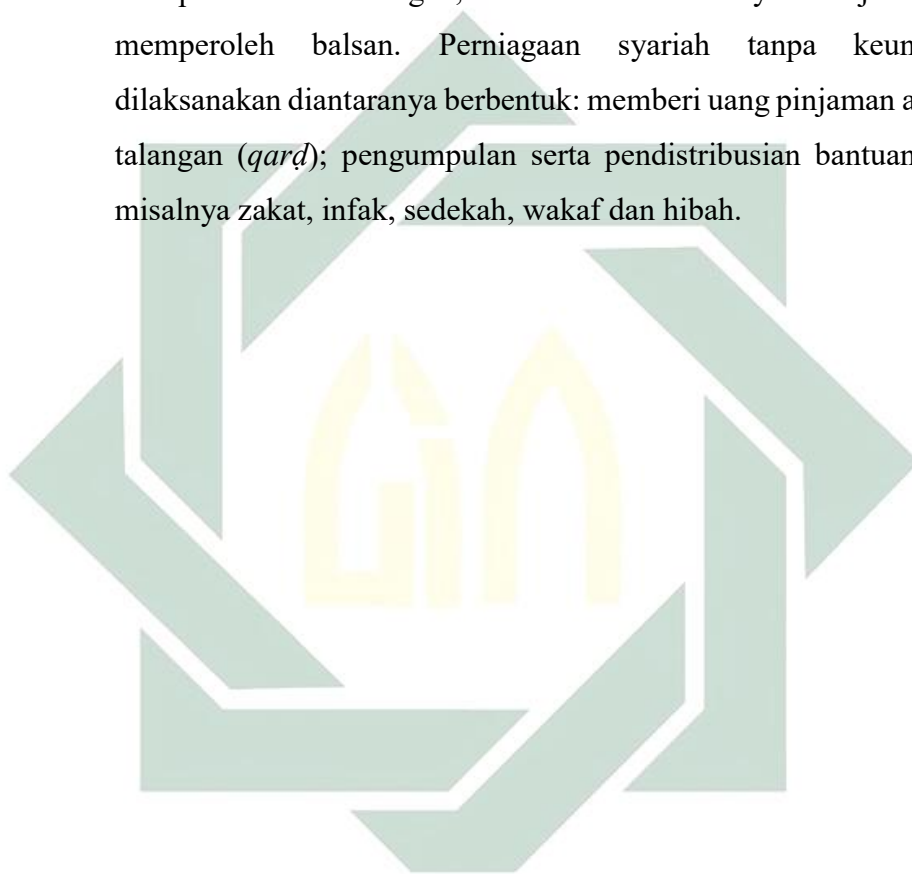 memperoleh balsan. Perniagaan syariah tanpa
dilaksanakan diantaranya berbentuk: memberi uang pinjaman
talangan (qarḍ); pengumpulan serta pendistribusian bantuan
misalnya zakat, infak, sedekah, wakaf dan hibah.